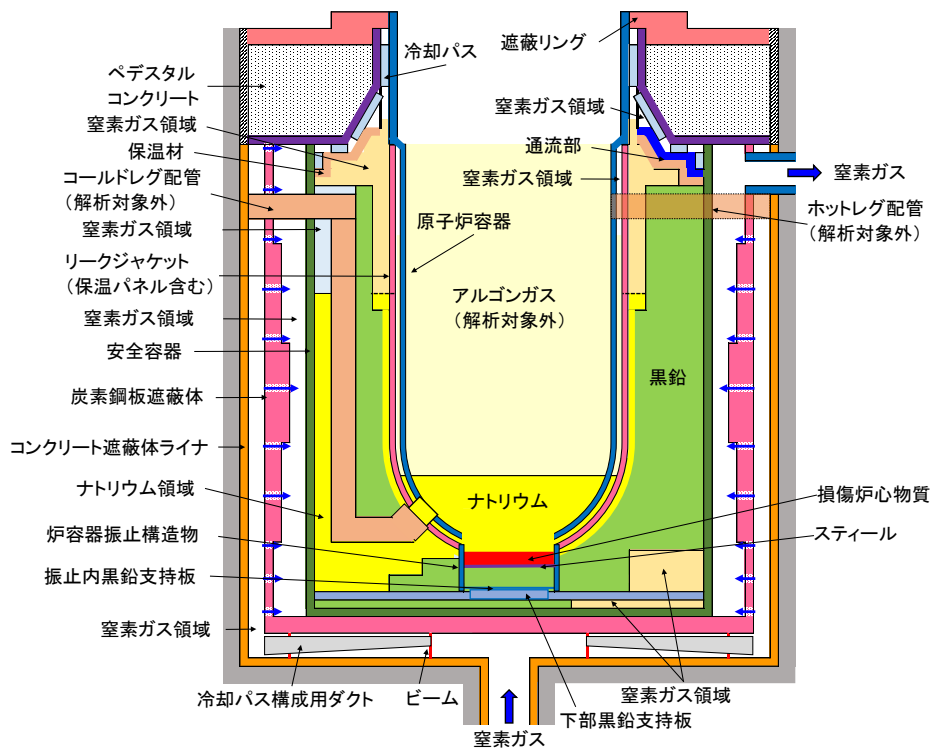 遮蔽リング
冷却パス
ペデスタル
コンクリート
窒素ガス領域
保温材
コールドレグ配管
(解析対象外)
窒素ガス領域
リークジャケット
(保温パネル含む)
窒素ガス領域
安全容器
炭素鋼板遮蔽体
コンクリート遮蔽体ライナ
ナトリウム領域
炉容器振止構造物
振止内黒鉛支持板
窒素ガス領域
冷却パス構成用ダクト
ビーム
窒素ガス
下部黒鉛支持板
窒素ガス領域
原子炉容器
アルゴンガス
(解析対象外)
ナトリウム
黒鉛
窒素ガス領域
通流部
窒素ガス領域
窒素ガス
ホットレグ配管
(解析対象外)
損傷炉心物質
スティール